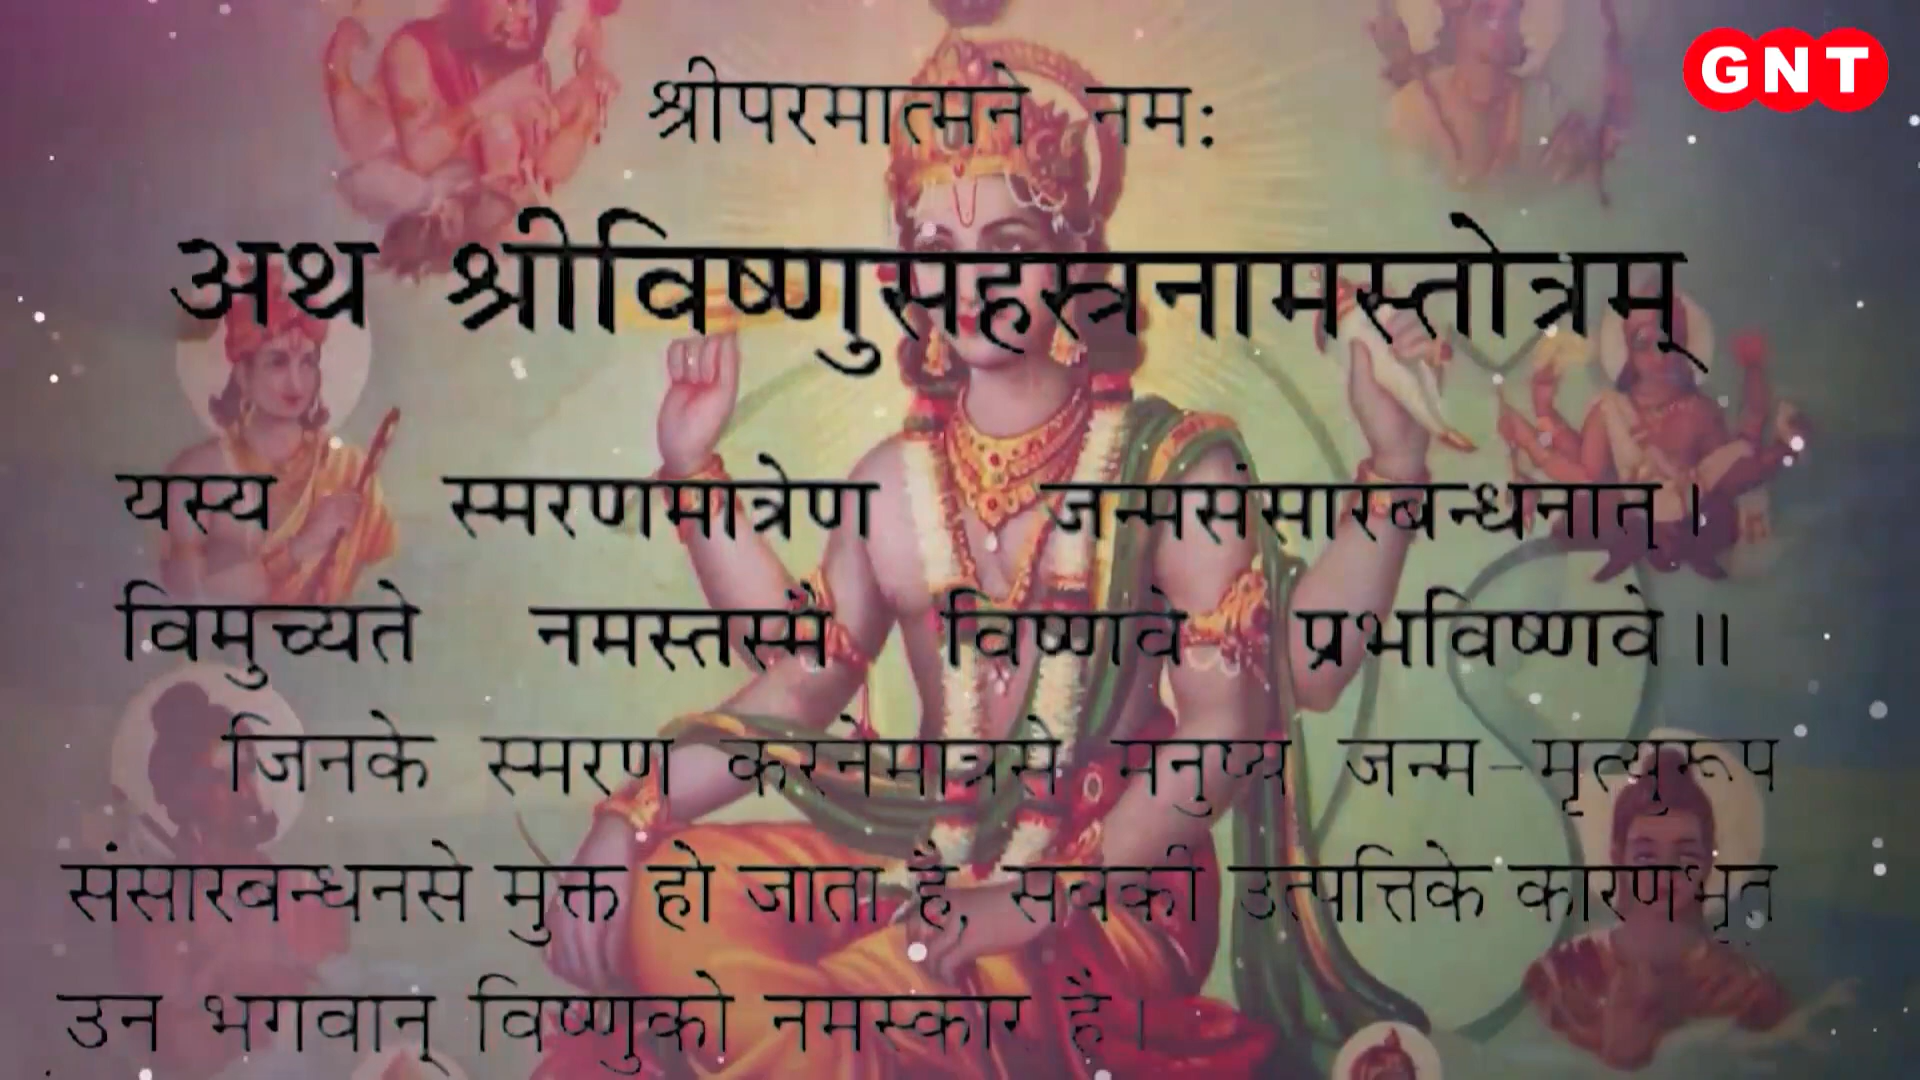 GNT
श्रीपरमात्मने नमः
अथ श्रीविष्णुसहस्त्रनामस्तोत्रम्
यस्य स्मरणमात्रेण जन्मसंसारबन्धनात्।
विमुच्यते नमस्तस्मै विष्णवे प्रभविष्णवे॥
जिनके स्मरण करनेमात्रसे मनुष्य जन्म-मृत्युरूप
संसारबन्धनसे मुक्त हो जाता है, सबकी उत्पत्तिके कारणभूत
उन भगवान् विष्णुको नमस्कार है।